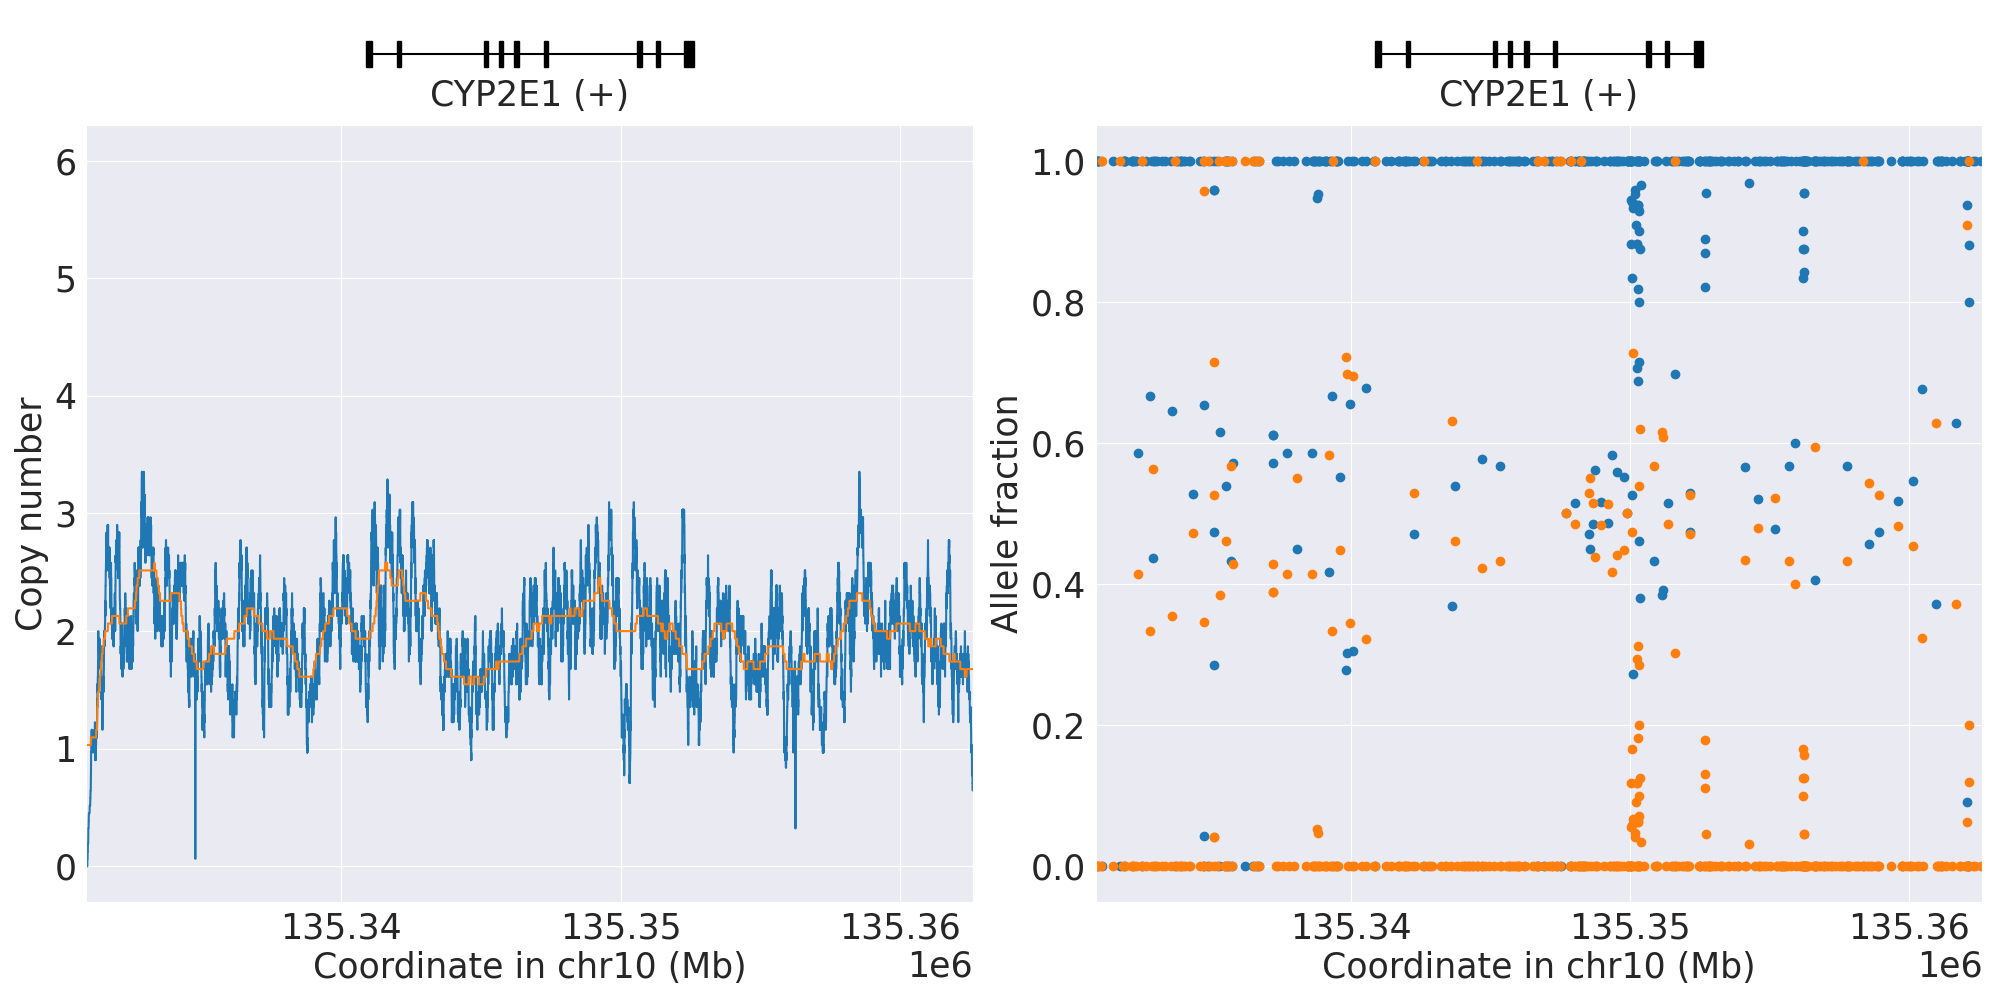 CYP2E1 (+)
CYP2E1 (+)
Copy number
6
5
4
3
2
1
0
135.34
135.35
135.36
Coordinate in chr10 (Mb)
1e6
Allele fraction
1.0
0.8
0.6
0.4
0.2
0.0
135.34
135.35
135.36
Coordinate in chr10 (Mb)
1e6